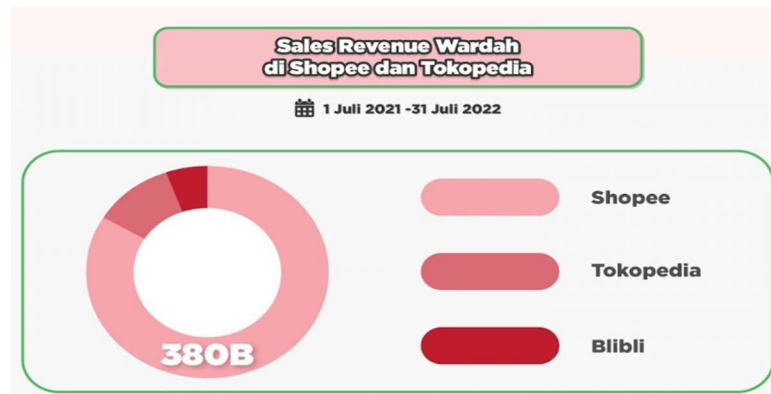 Sales Revenue Wardah
di Shopee dan Tokopedia
1 Juli 2021 -31 Juli 2022
Shopee
Tokopedia
Blibli
380B